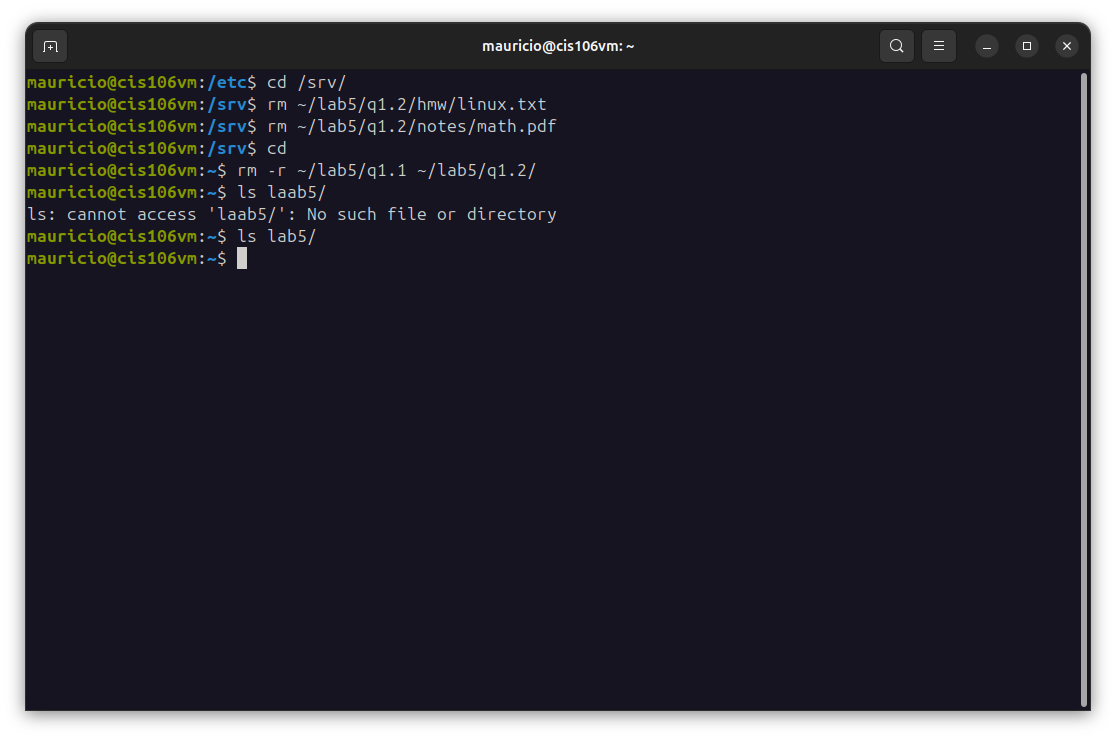 mauricio@cis106vm: ~
mauricio@cis106vm:/etc$ cd /srv/
mauricio@cis106vm:/srv$ rm ~/lab5/q1.2/hmw/linux.txt
mauricio@cis106vm:/srv$ rm ~/lab5/q1.2/notes/math.pdf
mauricio@cis106vm:/srv$ cd
mauricio@cis106vm:~$ rm -r ~/lab5/q1.1 ~/lab5/q1.2/
mauricio@cis106vm:~$ ls laab5/
ls: cannot access 'laab5/': No such file or directory
mauricio@cis106vm:~$ ls lab5/
mauricio@cis106vm:~$